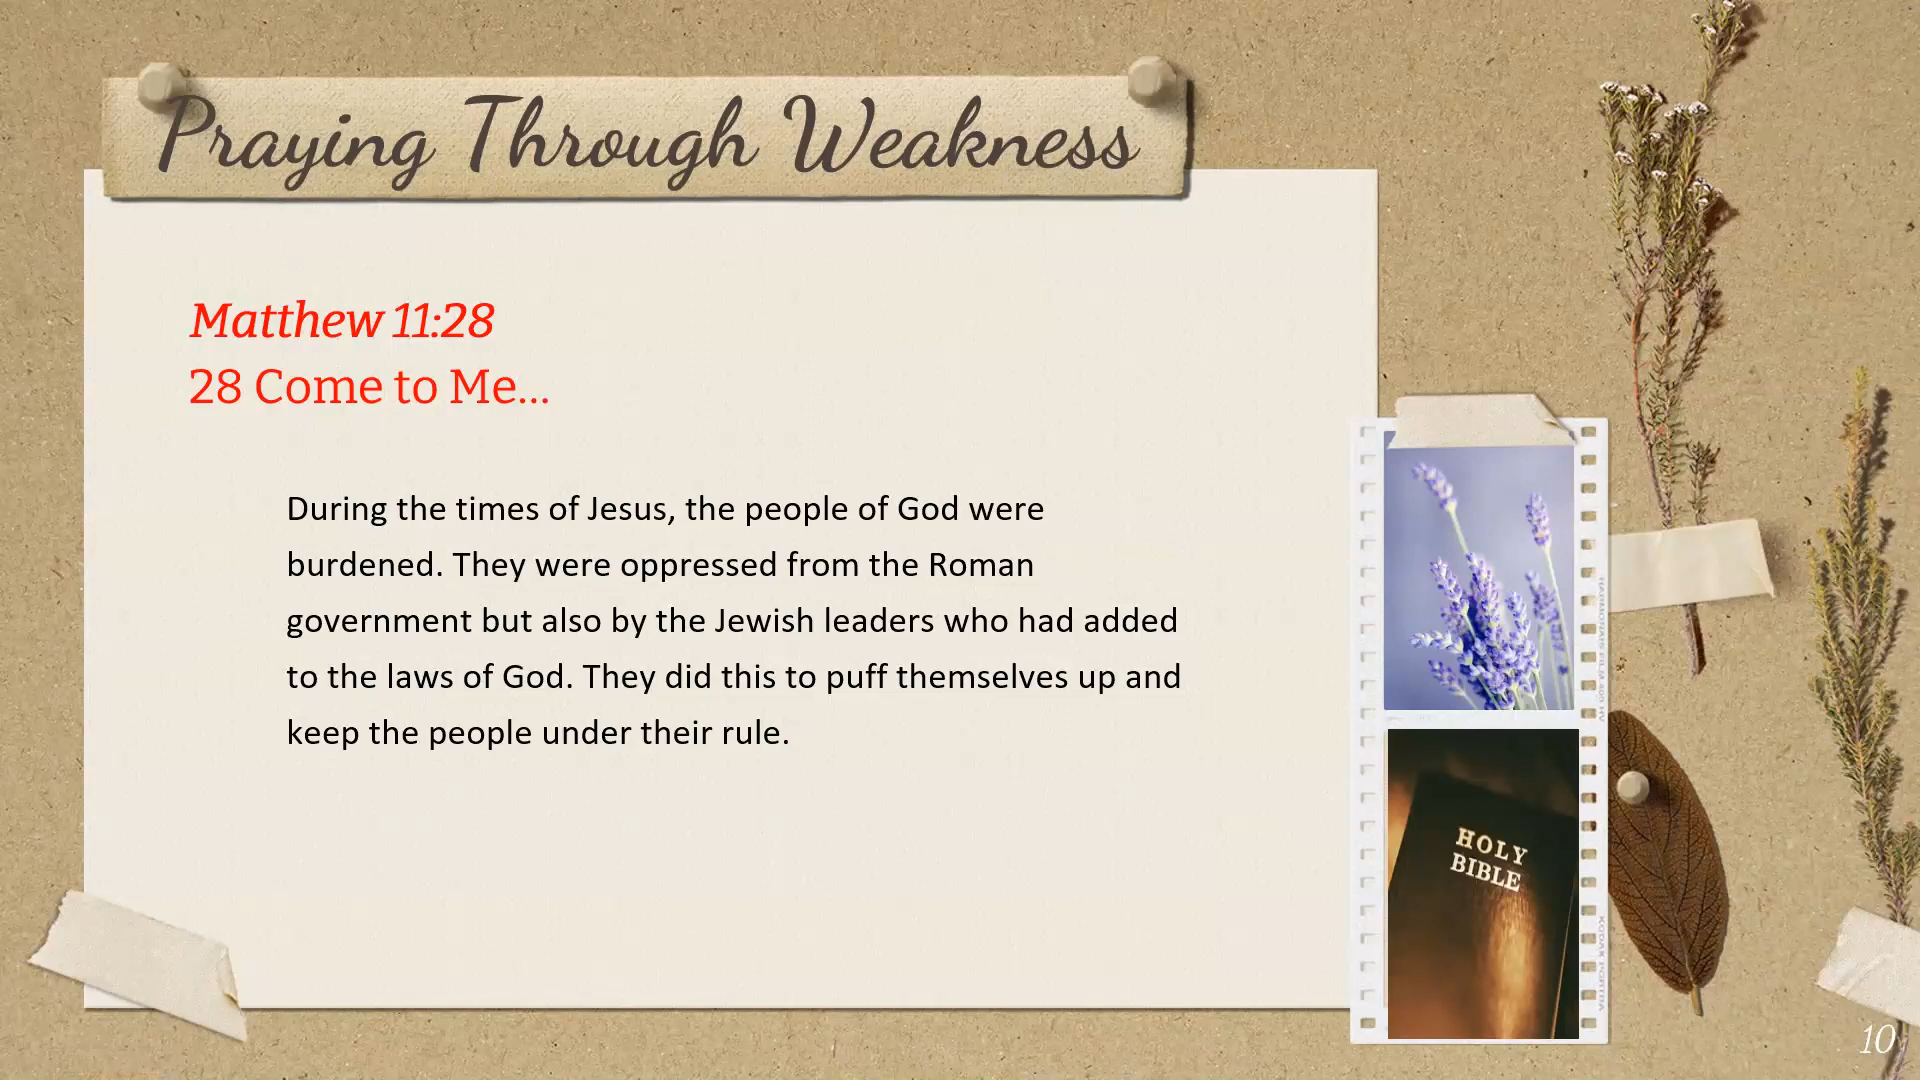 Praying Through Weakness
Matthew 11:28
28 Come to Me...
During the times of Jesus, the people of God were
burdened. They were oppressed from the Roman
government but also by the Jewish leaders who had added
to the laws of God. They did this to puff themselves up and
keep the people under their rule.
HOLY
BIBLE
10